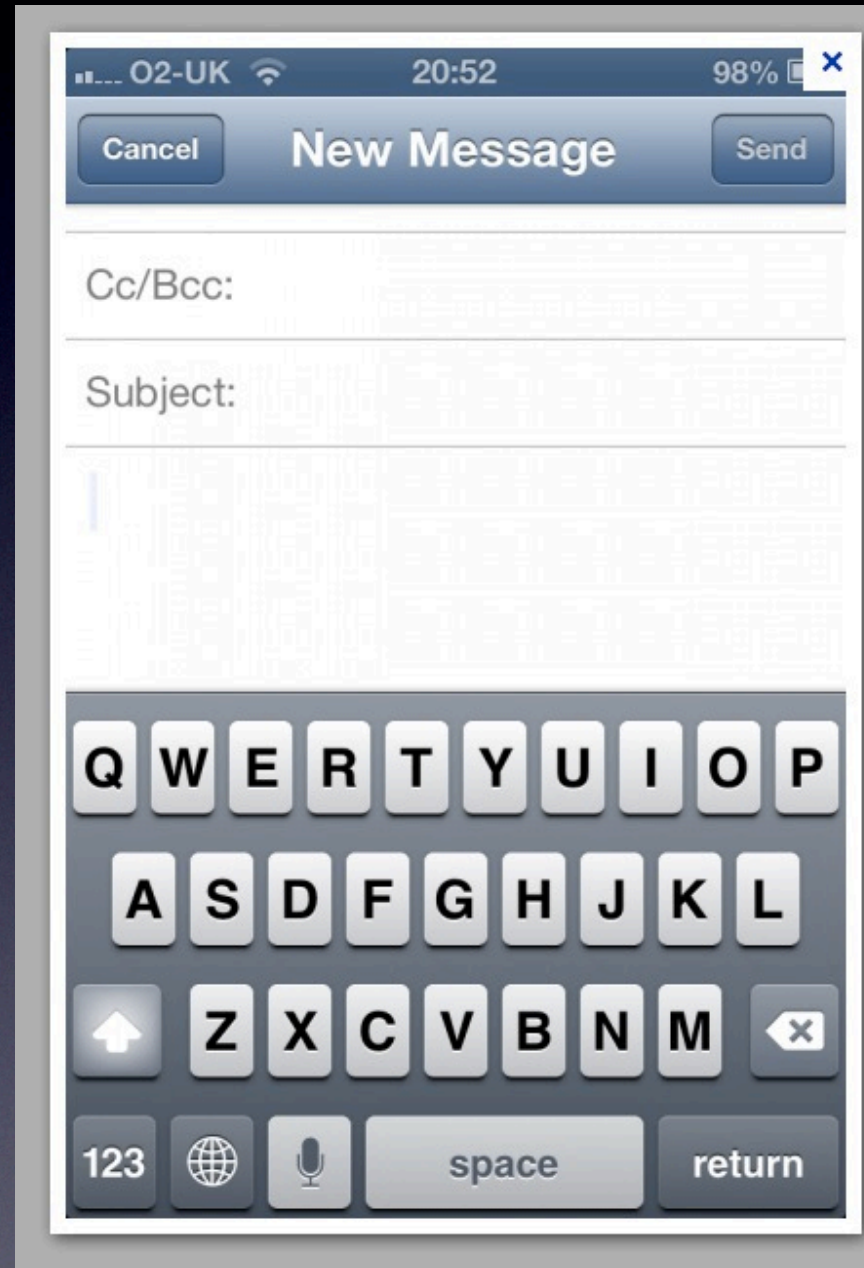 O2-UK 20:52 98%
Cancel New Message Send
Cc/Bcc:
Subject:
Q W E R T Y U I O P
A S D F G H J K L
Z X C V B N M
123 space return